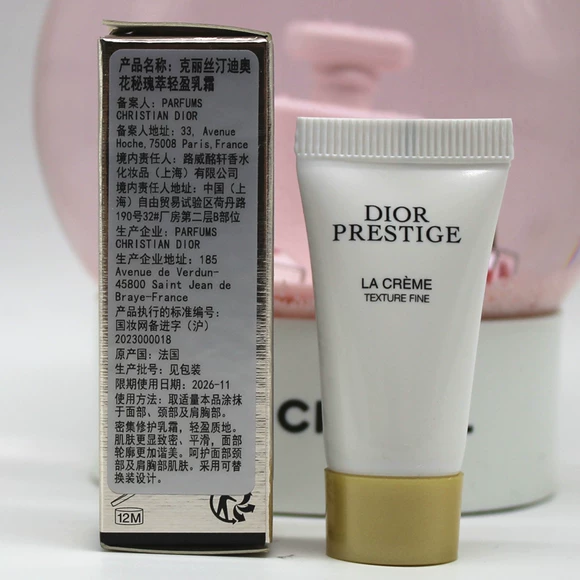 产品名称：克丽丝汀迪奥
花秘瑰萃轻盈乳霜
备案人：PARFUMS
CHRISTIAN DIOR
备案人地址：33, Avenue
Hoche,75008 Paris,France
境内责任人：路威酩轩香水
化妆品（上海）有限公司
境内责任人地址：中国（上
海）自由贸易试验区荷丹路
190号32#厂房第二层B部位
生产企业：PARFUMS
CHRISTIAN DIOR
生产企业地址：185
Avenue de Verdun-
45800 Saint Jean de
Braye-France
产品执行的标准编号：
国妆网备进字（沪）
2023000018
原产国：法国
生产批号：见包装
限期使用日期：2026-11
使用方法：取适量本品涂抹
于面部、颈部及肩胸部。
密集修护乳霜，轻盈质地。
肌肤更显致密、平滑，面部
轮廓更加谐美。呵护面部颈
部及肩胸部肌肤。采用可替
换装设计。
12M
DIOR
PRESTIGE
LA CRÈME
TEXTURE FINE